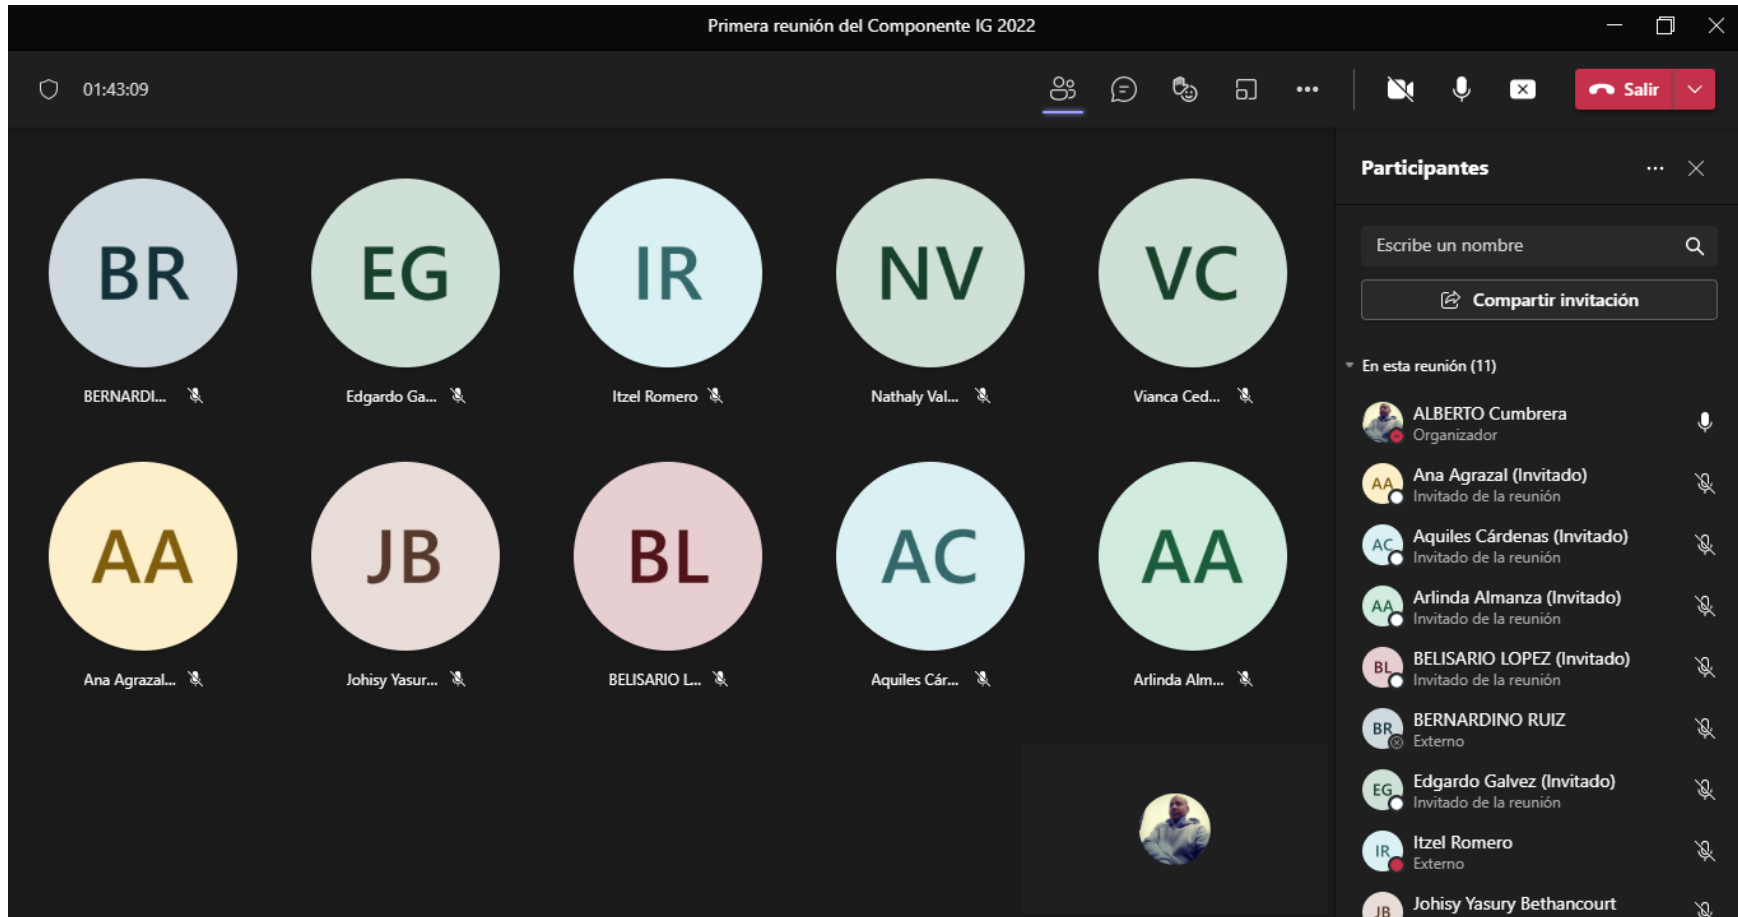 Primera reunión del Componente IG 2022
01:43:09
Salir
BR
EG
IR
NV
VC
BERNARDI...
Edgardo Ga...
Itzel Romero
Nathaly Val...
Vianca Ced...
AA
JB
BL
AC
AA
Ana Agrazal...
Johisy Yasur...
BELISARIO L...
Aquiles Cár...
Arlinda Alm...
Participantes
Escribe un nombre
Compartir invitación
En esta reunión (11)
ALBERTO Cumbrera
Organizador
AA
Ana Agrazal (Invitado)
Invitado de la reunión
AC
Aquiles Cárdenas (Invitado)
Invitado de la reunión
AA
Arlinda Almanza (Invitado)
Invitado de la reunión
BL
BELISARIO LOPEZ (Invitado)
Invitado de la reunión
BR
BERNARDINO RUIZ
Externo
EG
Edgardo Galvez (Invitado)
Invitado de la reunión
IR
Itzel Romero
Externo
JB
Johisy Yasury Bethancourt